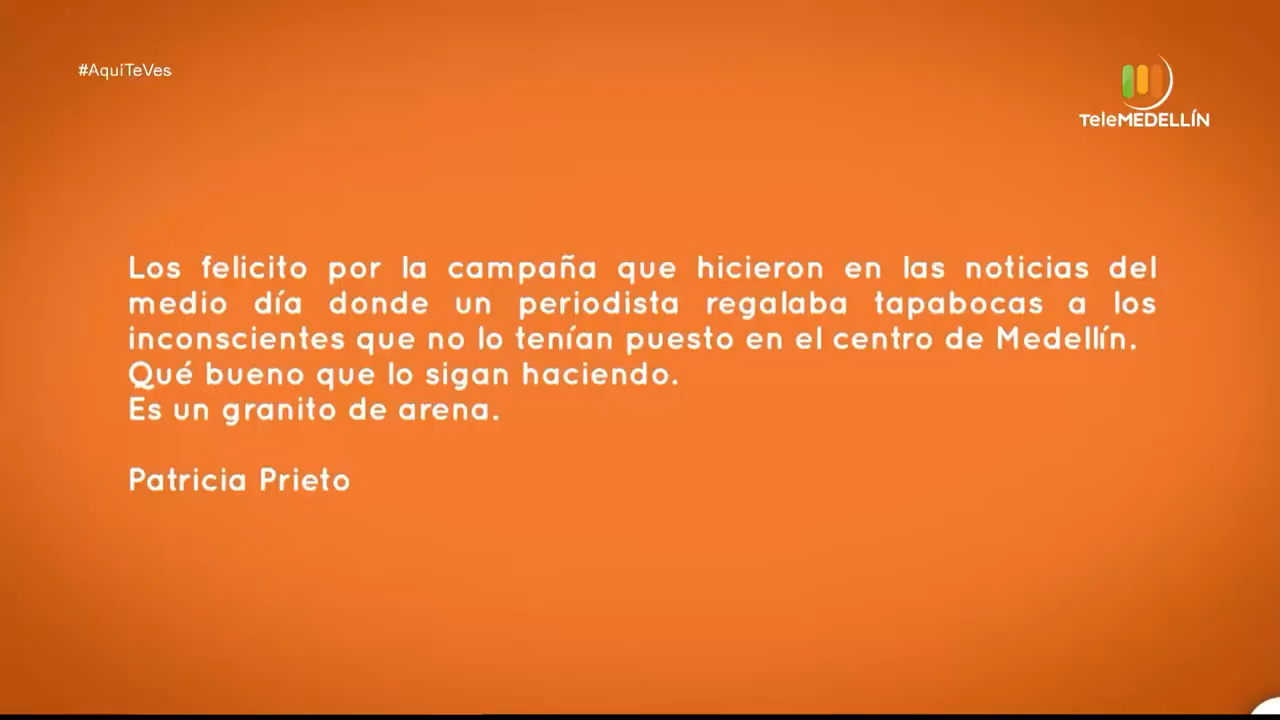 #AquíTeVes
TeleMEDELLÍN
Los felicito por la campaña que hicieron en las noticias del
medio día donde un periodista regalaba tapabocas a los
inconscientes que no lo tenían puesto en el centro de Medellín.
Qué bueno que lo sigan haciendo.
Es un granito de arena.
Patricia Prieto